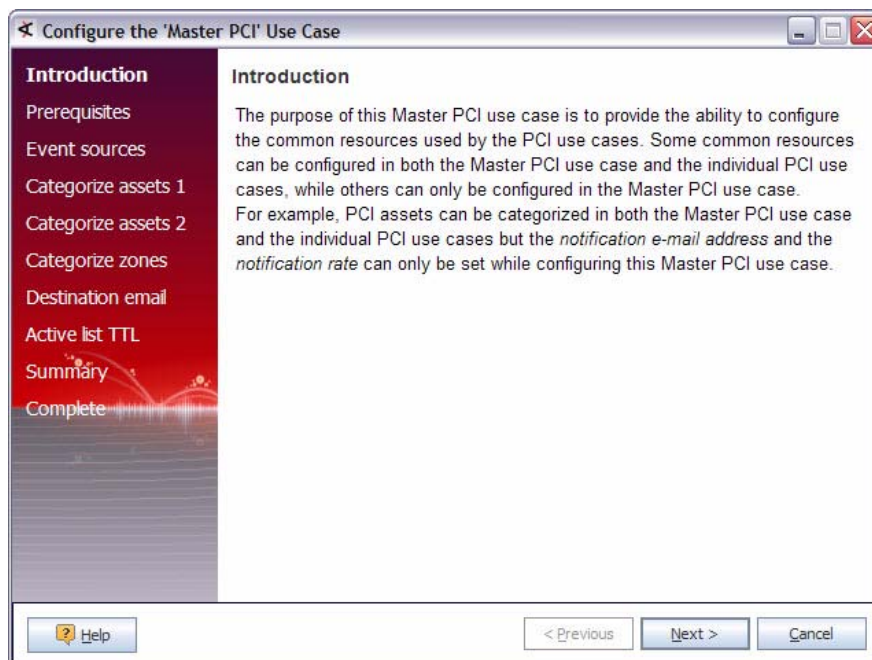 Configure the 'Master PCI' Use Case
Introduction
Prerequisites
Event sources
Categorize assets 1
Categorize assets 2
Categorize zones
Destination email
Active list TTL
Summary
Complete
Introduction
The purpose of this Master PCI use case is to provide the ability to configure
the common resources used by the PCI use cases. Some common resources
can be configured in both the Master PCI use case and the individual PCI use
cases, while others can only be configured in the Master PCI use case.
For example, PCI assets can be categorized in both the Master PCI use case
and the individual PCI use cases but the notification e-mail address and the
notification rate can only be set while configuring this Master PCI use case.
Help
< Previous
Next >
Cancel